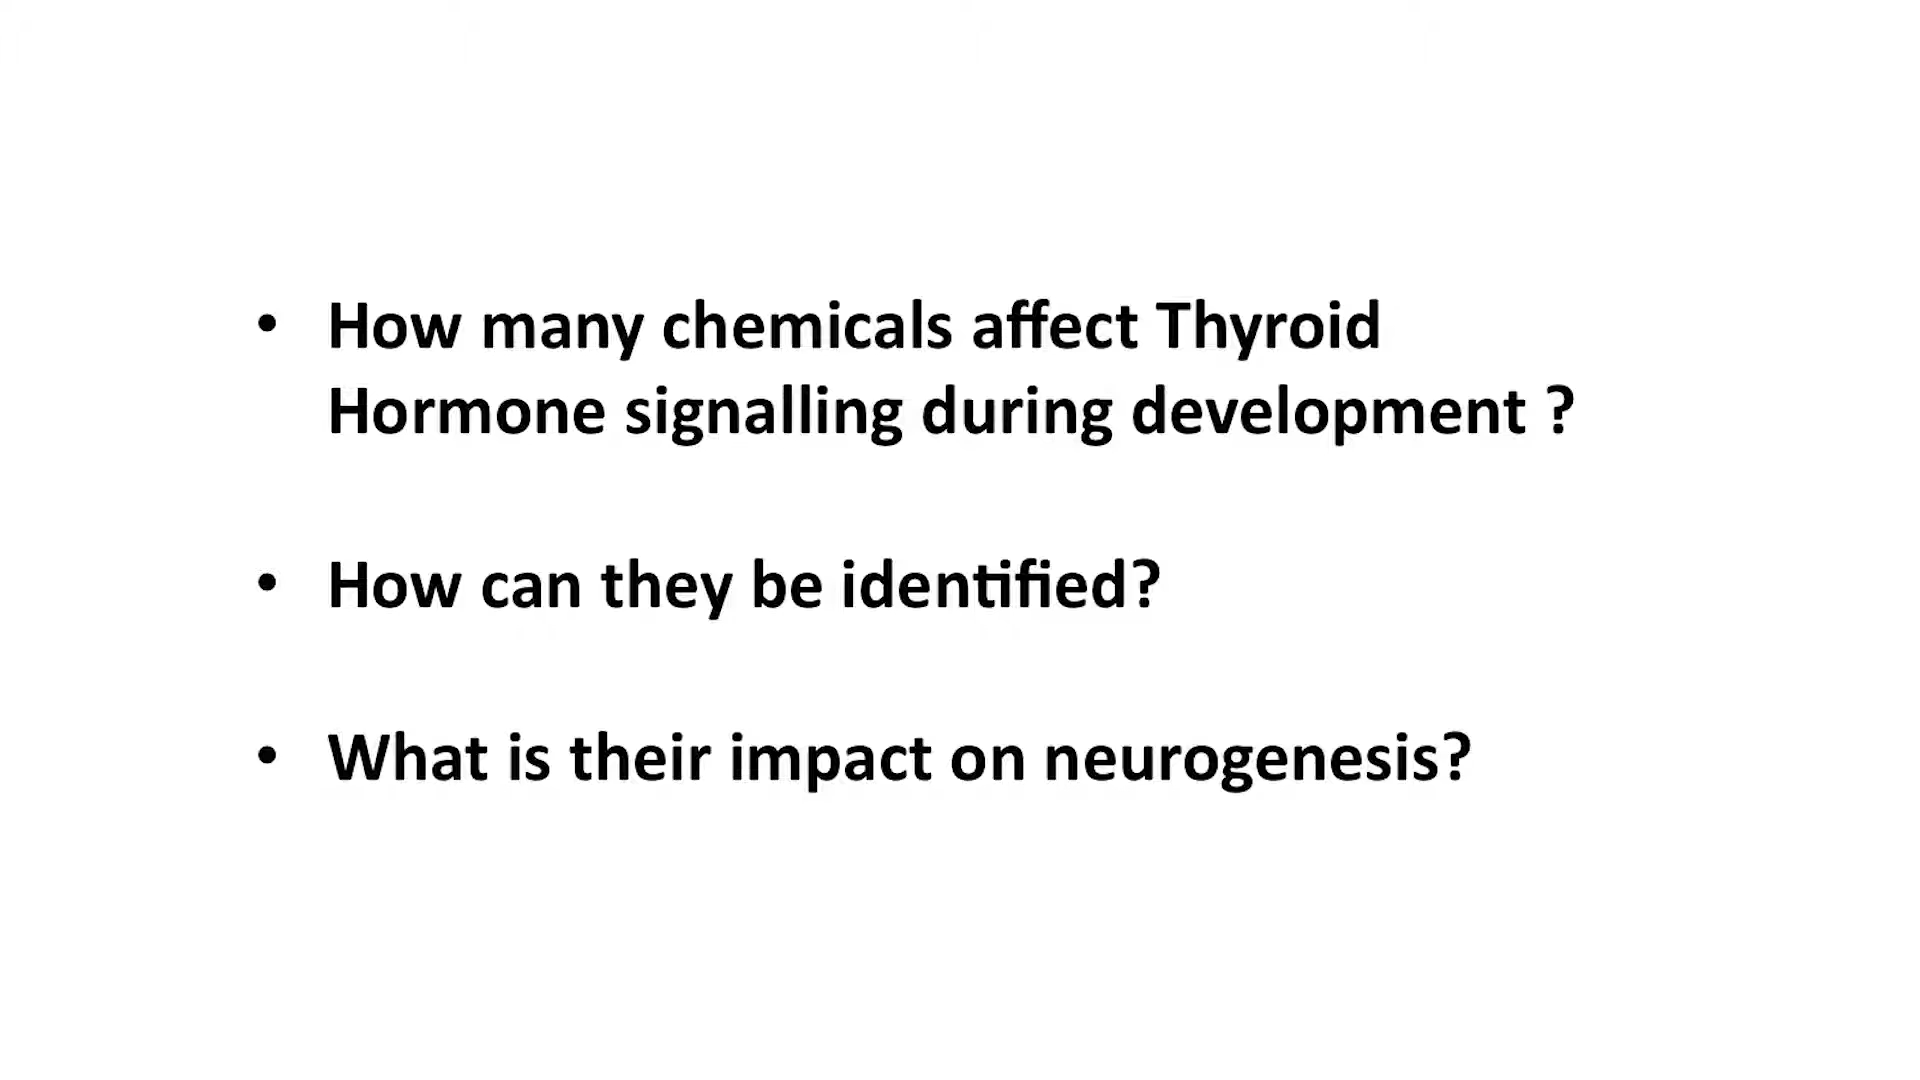 • How many chemicals affect Thyroid
Hormone signalling during development ?
• How can they be identified?
• What is their impact on neurogenesis?